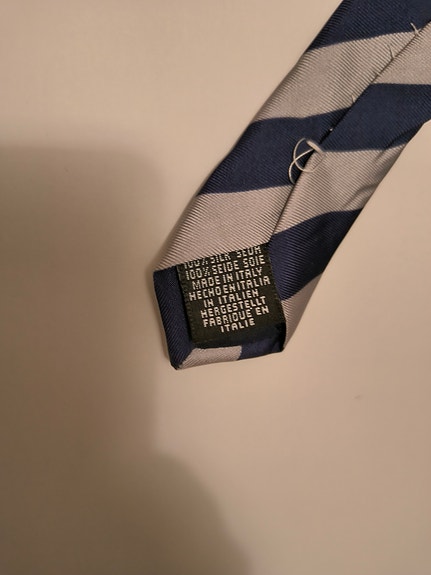 100% SILK SEDA
100% SEIDE SOIE
MADE IN ITALY
HECHO EN ITALIA
IN ITALIEN
HERGESTELLT
FABRIQUE EN
ITALIE